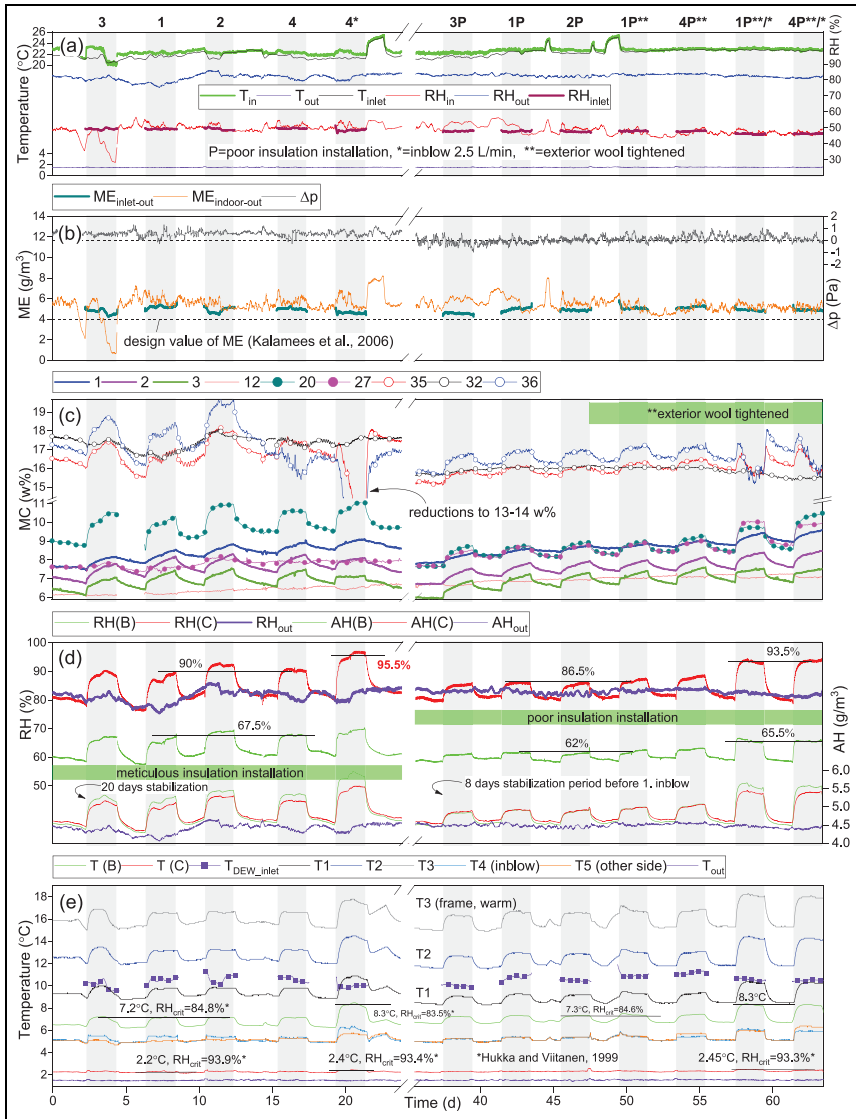 3 1 2 4 4* 3P 1P 2P 1P** 4P** 1P**/* 4P**/*
(a)
Temperature (°C)
26
24
22
20
4
2
0
RH (%)
90
80
70
60
50
40
30
T_in T_out T_inlet RH_in RH_out RH_inlet
P=poor insulation installation, *=inblow 2.5 L/min, **=exterior wool tightened
ME_inlet-out ME_indoor-out Δp
(b)
ME (g/m³)
14
12
10
8
6
4
2
0
Δp (Pa)
2
1
0
-1
-2
design value of ME (Kalamees et al., 2006)
1 2 3 12 20 27 35 32 36
(c)
MC (w%)
19
18
17
16
15
11
10
9
8
7
6
**exterior wool tightened
reductions to 13-14 w%
RH(B) RH(C) RH_out AH(B) AH(C) AH_out
(d)
RH (%)
100
90
80
70
60
50
AH (g/m³)
6.0
5.5
5.0
4.5
4.0
90%
95.5%
86.5%
93.5%
67.5%
62%
65.5%
poor insulation installation
meticulous insulation installation
20 days stabilization
8 days stabilization period before 1. inblow
T (B) T (C) T_DEW_inlet T1 T2 T3 T4 (inblow) T5 (other side) T_out
(e)
Temperature (°C)
18
16
14
12
10
8
6
4
2
T3 (frame, warm)
T2
T1
8.3°C
7.2°C, RH_crit=84.8%*
8.3°C, RH_crit=83.5%*
7.3°C, RH_crit=84.6%
2.2°C, RH_crit=93.9%*
2.4°C, RH_crit=93.4%*
*Hukka and Viitanen, 1999
2.45°C, RH_crit=93.3%*
0 5 10 15 20 40 45 50 55 60
Time (d)